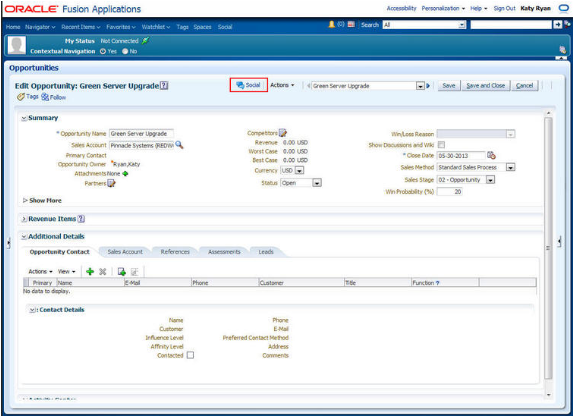 ORACLE Fusion Applications
Accessibility Personalization Help Sign Out Katy Ryan
Home Navigator Recent Items Favorites Watchlist Tags Spaces Social (0) Search All
My Status Not Connected
Contextual Navigation Yes No
Opportunities
Edit Opportunity: Green Server Upgrade Social Actions Green Server Upgrade Save Save and Close Cancel
Tags Follow
Summary
* Opportunity Name Green Server Upgrade
Sales Account Pinnacle Systems (REDW
Primary Contact
Opportunity Owner Ryan,Katy
Attachments None
Partners
Competitors
Revenue 0.00 USD
Worst Case 0.00 USD
Best Case 0.00 USD
Currency USD
Status Open
Win/Loss Reason
Show Discussions and Wiki
* Close Date 05-30-2013
Sales Method Standard Sales Process
Sales Stage 02 - Opportunity
Win Probability (%) 20
Show More
Revenue Items
Additional Details
Opportunity Contact Sales Account References Assessments Leads
Actions View
Primary Name E-Mail Phone Customer Title Function
No data to display.
Contact Details
Name
Customer
Influence Level
Affinity Level
Contacted
Phone
E-Mail
Preferred Contact Method
Address
Comments